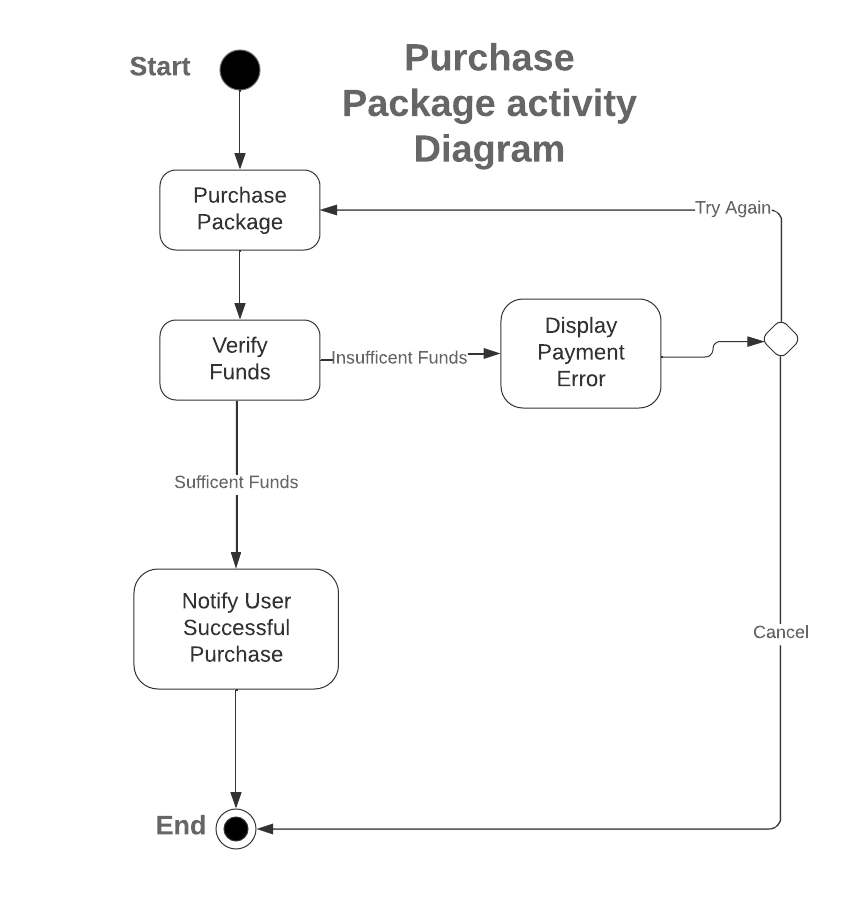 Start
Purchase
Package activity
Diagram
Purchase
Package
Try Again
Verify
Funds
Insufficent Funds
Display
Payment
Error
Sufficent Funds
Notify User
Successful
Purchase
Cancel
End